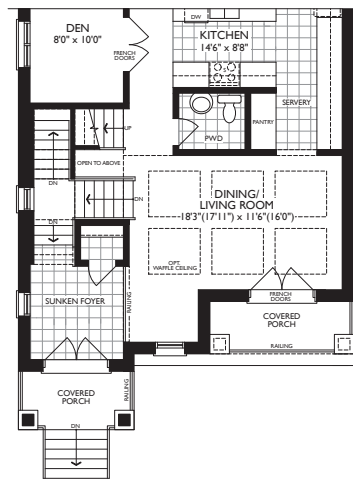 DEN
8'0" x 10'0"
FRENCH
DOORS
DW
KITCHEN
14'6" x 8'8"
SERVERY
PANTRY
PWD
UP
OPEN TO ABOVE
DN
DN
DN
DINING/
LIVING ROOM
18'3"(17'11") x 11'6"(16'0")
OPT.
WAFFLE CEILING
SUNKEN FOYER
RAILING
FRENCH
DOORS
COVERED
PORCH
RAILING
COVERED
PORCH
RAILING
DN